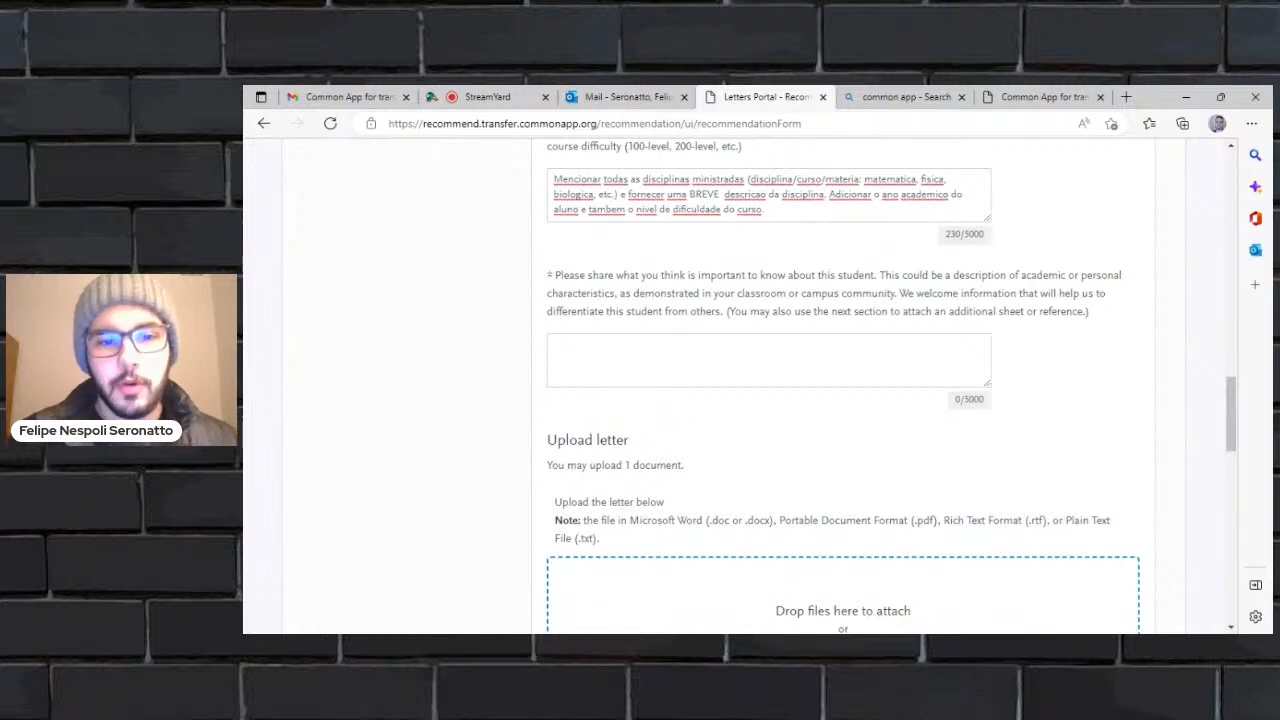 Common App for tran
StreamYard
Mail - Seronatto, Felip
Letters Portal - Recom
common app - Search
Common App for tran
https://recommend.transfer.commonapp.org/recommendation/ui/recommendationForm
course difficulty (100-level, 200-level, etc.)
Mencionar todas as disciplinas ministradas (disciplina/curso/materia: matematica, fisica,
biologica, etc.) e fornecer uma BREVE descricao da disciplina. Adicionar o ano academico do
aluno e tambem o nivel de dificuldade do curso.
230/5000
* Please share what you think is important to know about this student. This could be a description of academic or personal
characteristics, as demonstrated in your classroom or campus community. We welcome information that will help us to
differentiate this student from others. (You may also use the next section to attach an additional sheet or reference.)
0/5000
Felipe Nespoli Seronatto
Upload letter
You may upload 1 document.
Upload the letter below
Note: the file in Microsoft Word (.doc or .docx), Portable Document Format (.pdf), Rich Text Format (.rtf), or Plain Text
File (.txt).
Drop files here to attach
or